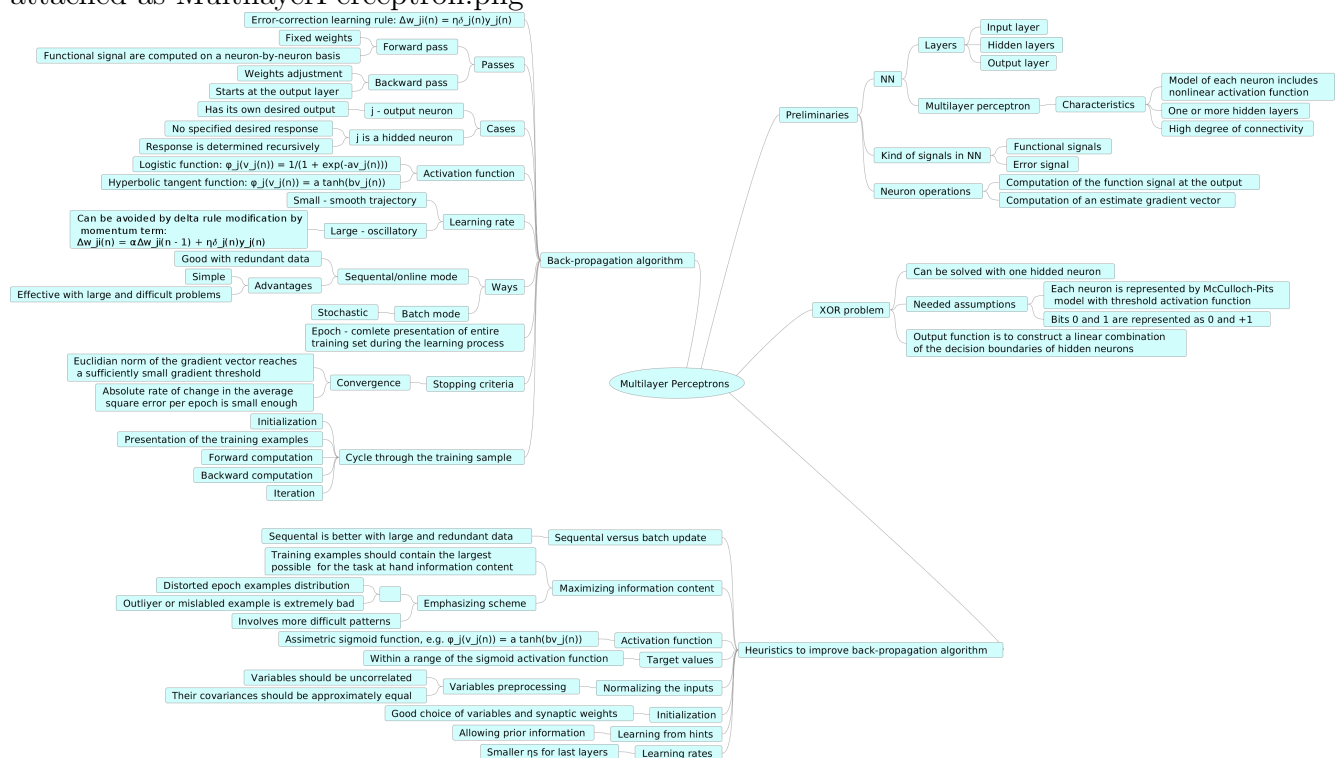 attached as MultilayerPerceptron.png
Error-correction learning rule: Δw_ji(n) = ηδ_j(n)y_j(n)
Fixed weights
Functional signal are computed on a neuron-by-neuron basis
Forward pass
Weights adjustment
Starts at the output layer
Backward pass
Passes
Has its own desired output
j - output neuron
No specified desired response
Response is determined recursively
j is a hidded neuron
Cases
Logistic function: φ_j(v_j(n)) = 1/(1 + exp(-av_j(n)))
Hyperbolic tangent function: φ_j(v_j(n)) = a tanh(bv_j(n))
Activation function
Small - smooth trajectory
Can be avoided by delta rule modification by
momentum term:
Δw_ji(n) = αΔw_ji(n - 1) + ηδ_j(n)y_j(n)
Large - oscillatory
Learning rate
Good with redundant data
Simple
Effective with large and difficult problems
Advantages
Sequental/online mode
Stochastic
Batch mode
Ways
Epoch - comlete presentation of entire
training set during the learning process
Euclidian norm of the gradient vector reaches
a sufficiently small gradient threshold
Absolute rate of change in the average
square error per epoch is small enough
Convergence
Stopping criteria
Initialization
Presentation of the training examples
Forward computation
Backward computation
Iteration
Cycle through the training sample
Back-propagation algorithm
Multilayer Perceptrons
Preliminaries
NN
Layers
Input layer
Hidden layers
Output layer
Multilayer perceptron
Characteristics
Model of each neuron includes
nonlinear activation function
One or more hidden layers
High degree of connectivity
Kind of signals in NN
Functional signals
Error signal
Neuron operations
Computation of the function signal at the output
Computation of an estimate gradient vector
XOR problem
Can be solved with one hidded neuron
Needed assumptions
Each neuron is represented by McCulloch-Pits
model with threshold activation function
Bits 0 and 1 are represented as 0 and +1
Output function is to construct a linear combination
of the decision boundaries of hidden neurons
Sequental is better with large and redundant data
Sequental versus batch update
Training examples should contain the largest
possible for the task at hand information content
Distorted epoch examples distribution
Outliyer or mislabled example is extremely bad
Involves more difficult patterns
Emphasizing scheme
Maximizing information content
Assimetric sigmoid function, e.g. φ_j(v_j(n)) = a tanh(bv_j(n))
Activation function
Within a range of the sigmoid activation function
Target values
Variables should be uncorrelated
Their covariances should be approximately equal
Variables preprocessing
Normalizing the inputs
Good choice of variables and synaptic weights
Initialization
Allowing prior information
Learning from hints
Smaller ηs for last layers
Learning rates
Heuristics to improve back-propagation algorithm